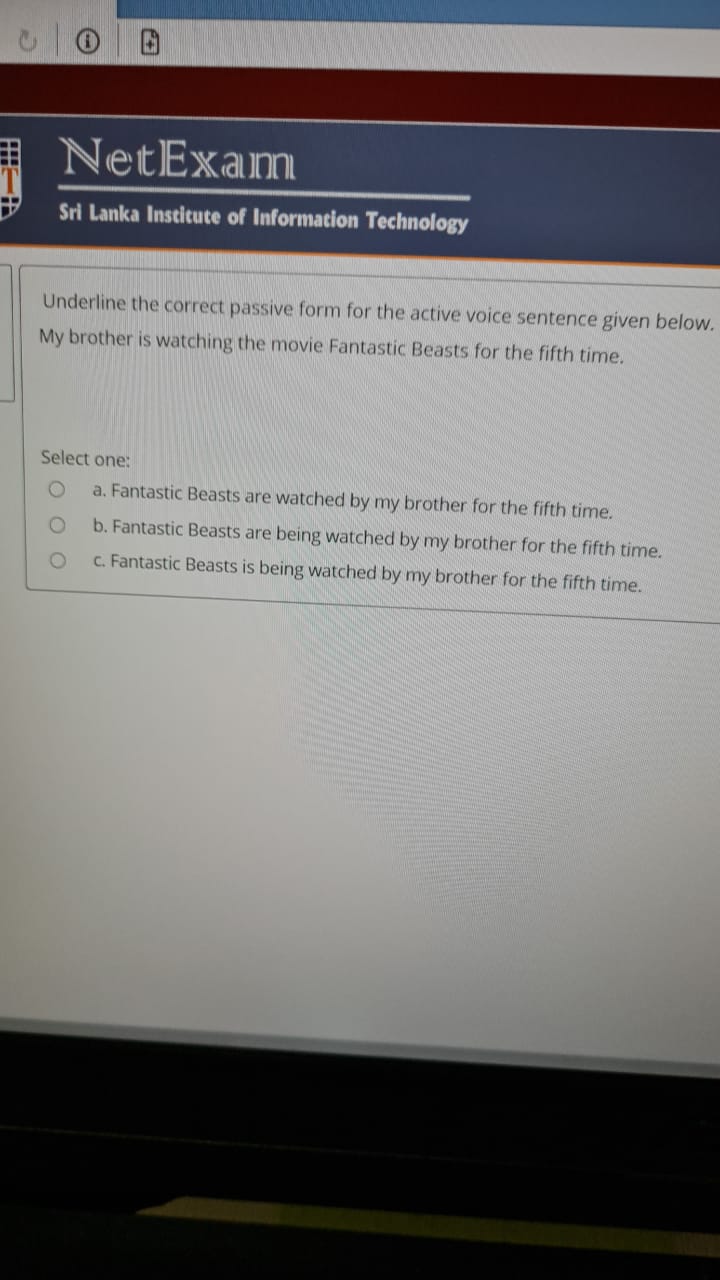 NetExam
Sri Lanka Institute of Information Technology
Underline the correct passive form for the active voice sentence given below.
My brother is watching the movie Fantastic Beasts for the fifth time.
Select one:
a. Fantastic Beasts are watched by my brother for the fifth time.
b. Fantastic Beasts are being watched by my brother for the fifth time.
c. Fantastic Beasts is being watched by my brother for the fifth time.